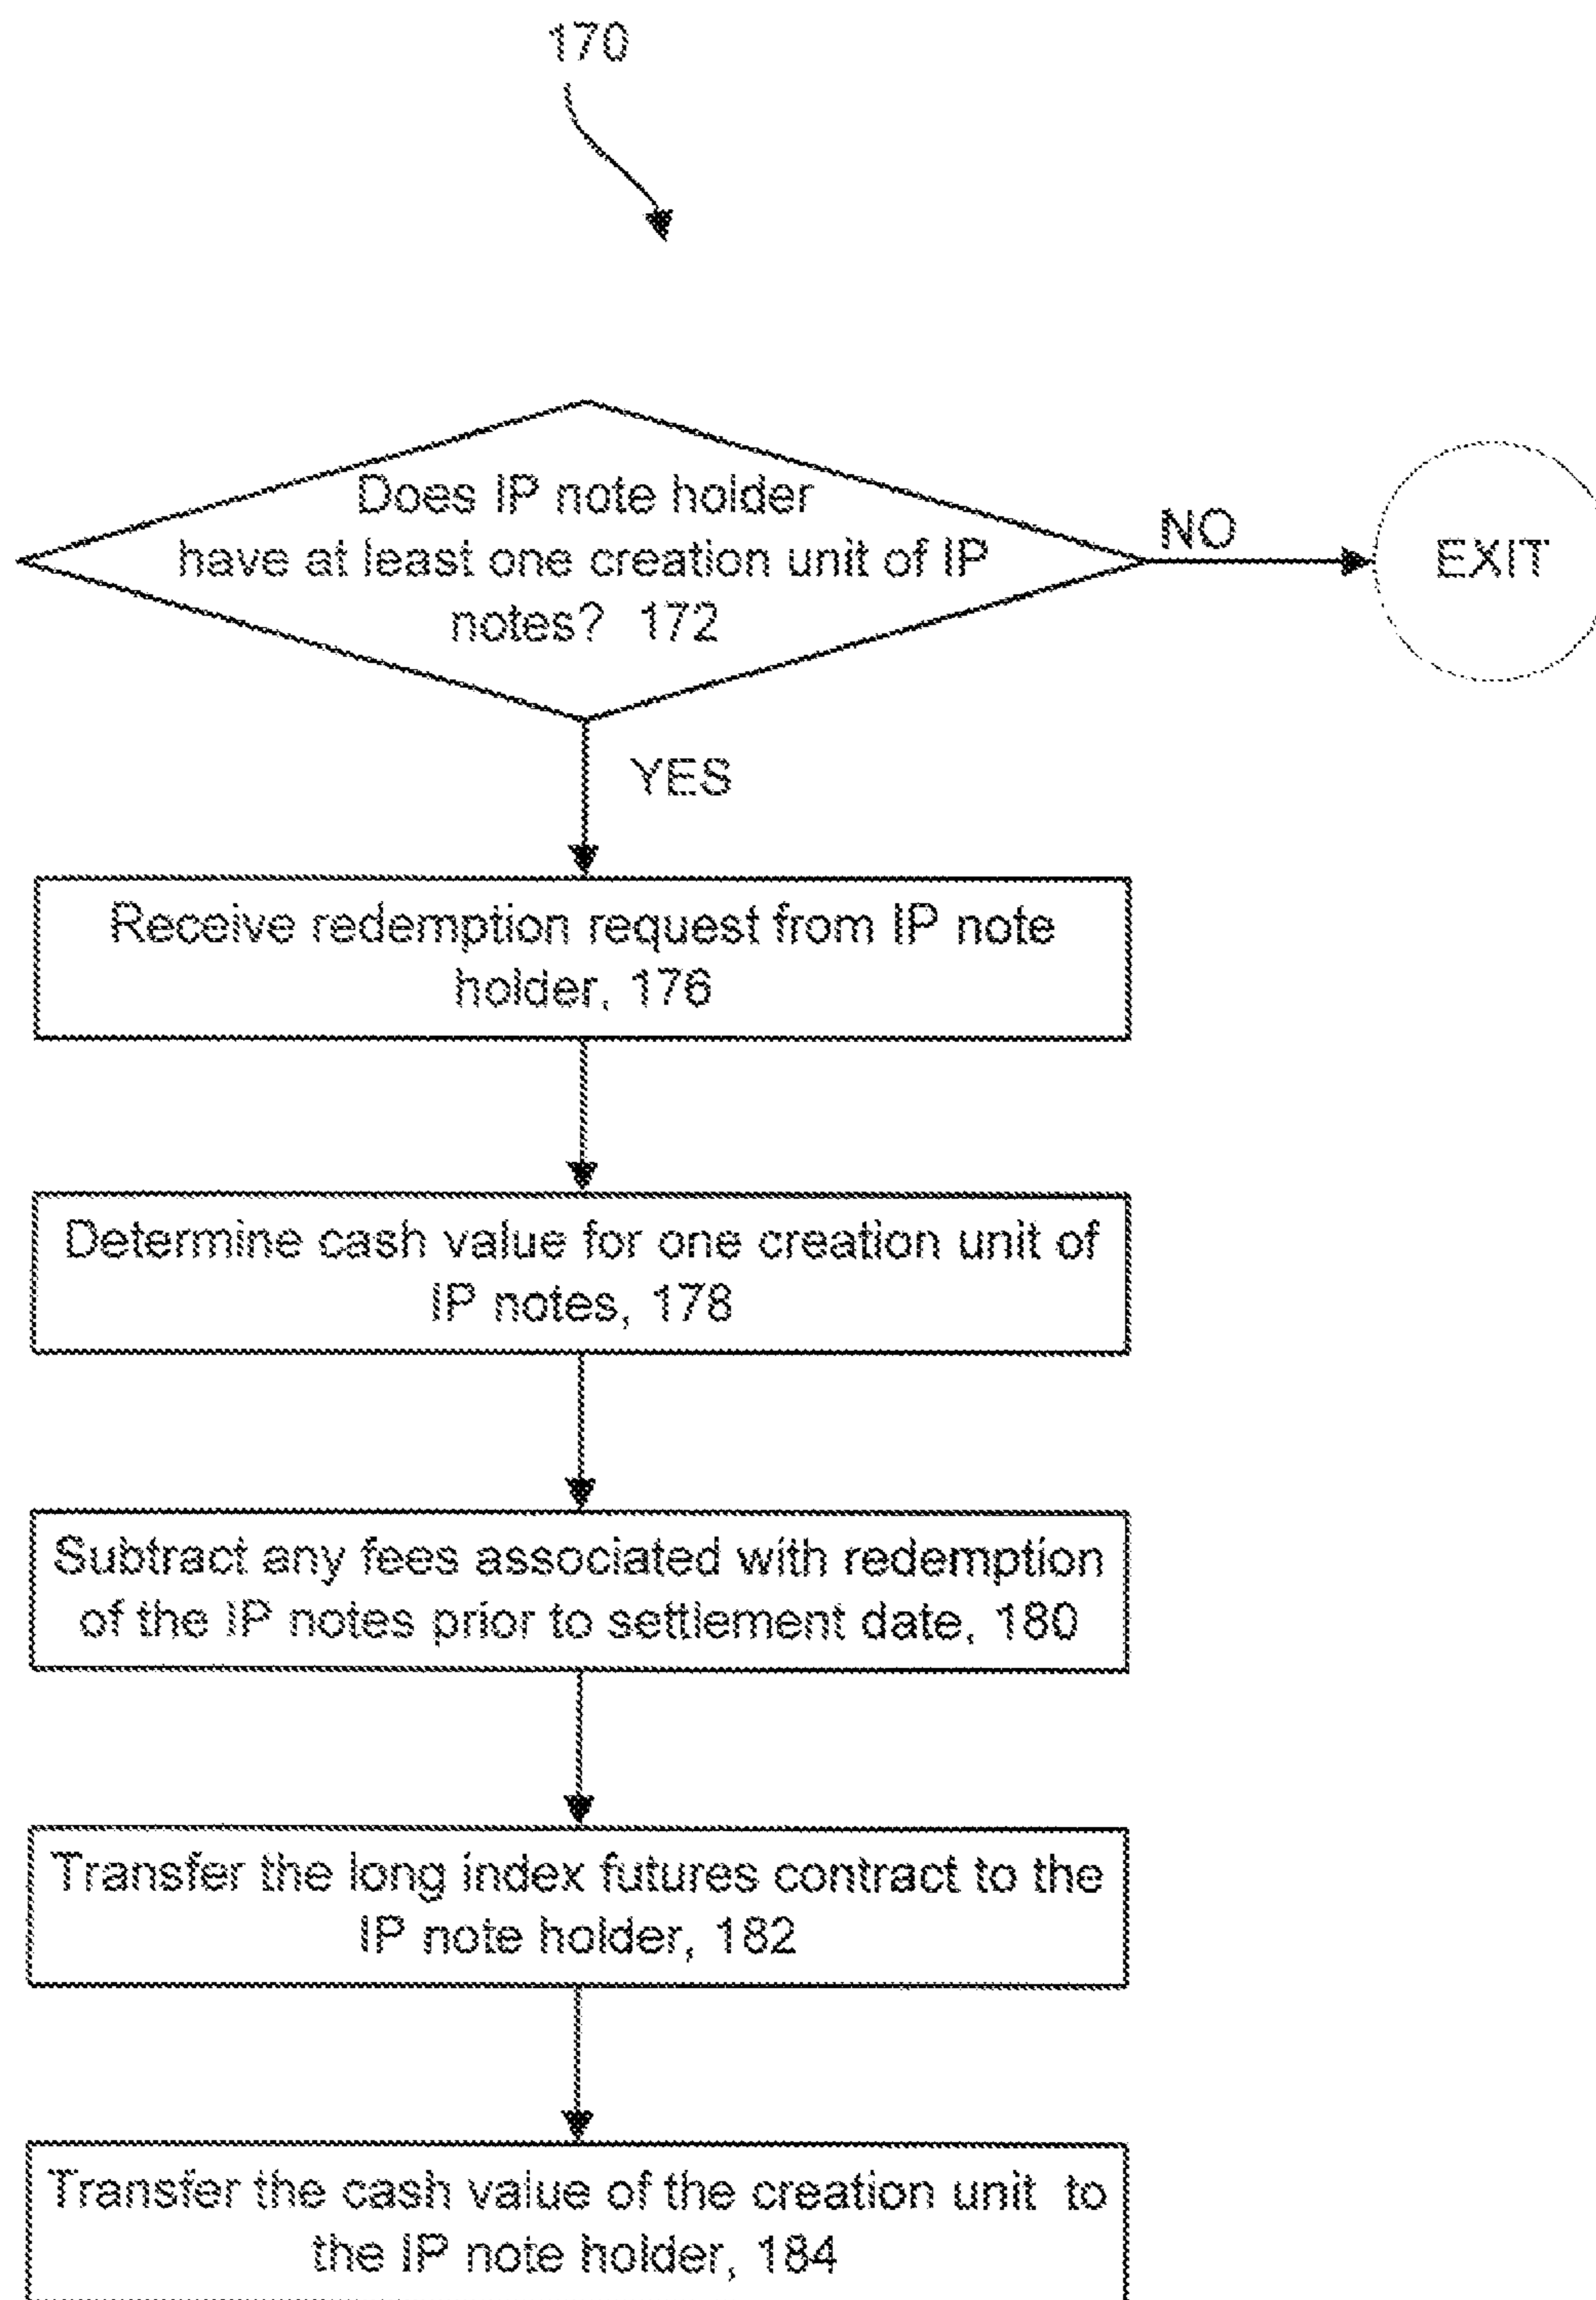 170
Does IP note holder
have at least one creation unit of IP
notes? 172
NO
EXIT
YES
Receive redemption request from IP note
holder, 176
Determine cash value for one creation unit of
IP notes, 178
Subtract any fees associated with redemption
of the IP notes prior to settlement date, 180
Transfer the long index futures contract to the
IP note holder, 182
Transfer the cash value of the creation unit to
the IP note holder, 184